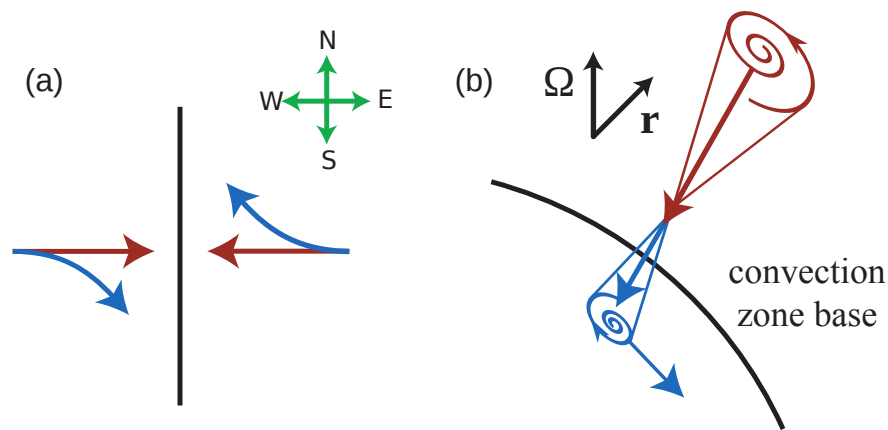 (a)
N
W E
S
(b)
Ω
r
convection
zone base